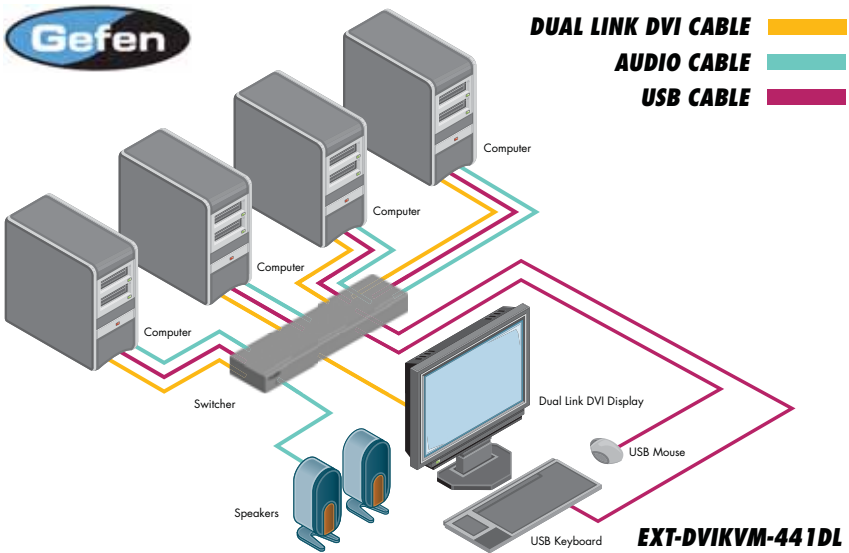 Gefen
DUAL LINK DVI CABLE
AUDIO CABLE
USB CABLE
Computer
Computer
Computer
Computer
Switcher
Dual Link DVI Display
USB Mouse
Speakers
USB Keyboard
EXT-DVIKVM-441DL